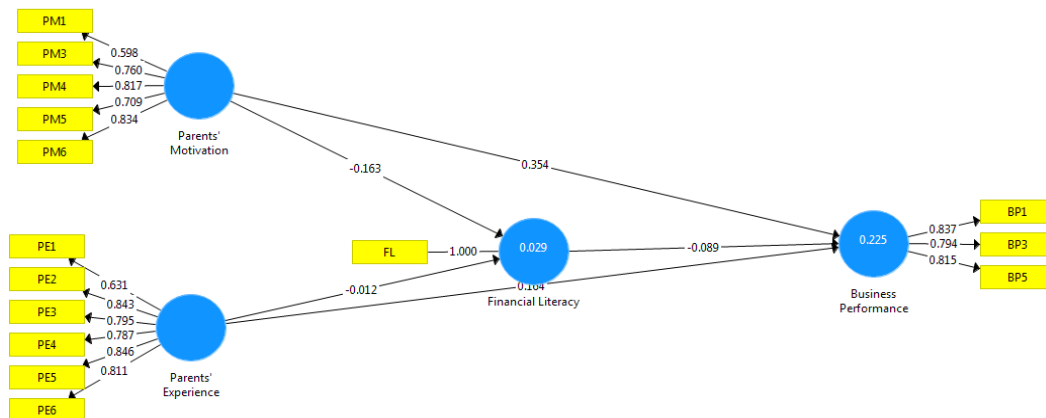 PM1
PM3
PM4
PM5
PM6
0.598
0.760
0.817
0.709
0.834
Parents'
Motivation
-0.163
0.354
PE1
PE2
PE3
PE4
PE5
PE6
0.631
0.843
0.795
0.787
0.846
0.811
Parents'
Experience
FL
1.000
0.029
Financial Literacy
-0.012
0.164
-0.089
0.225
Business
Performance
0.837
0.794
0.815
BP1
BP3
BP5